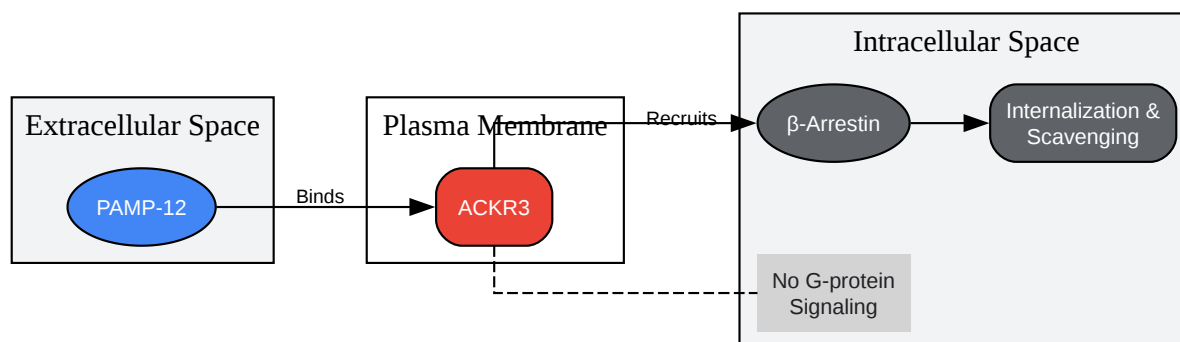 Extracellular Space
PAMP-12
Binds
Plasma Membrane
ACKR3
Recruits
Intracellular Space
β-Arrestin
Internalization &
Scavenging
No G-protein
Signaling